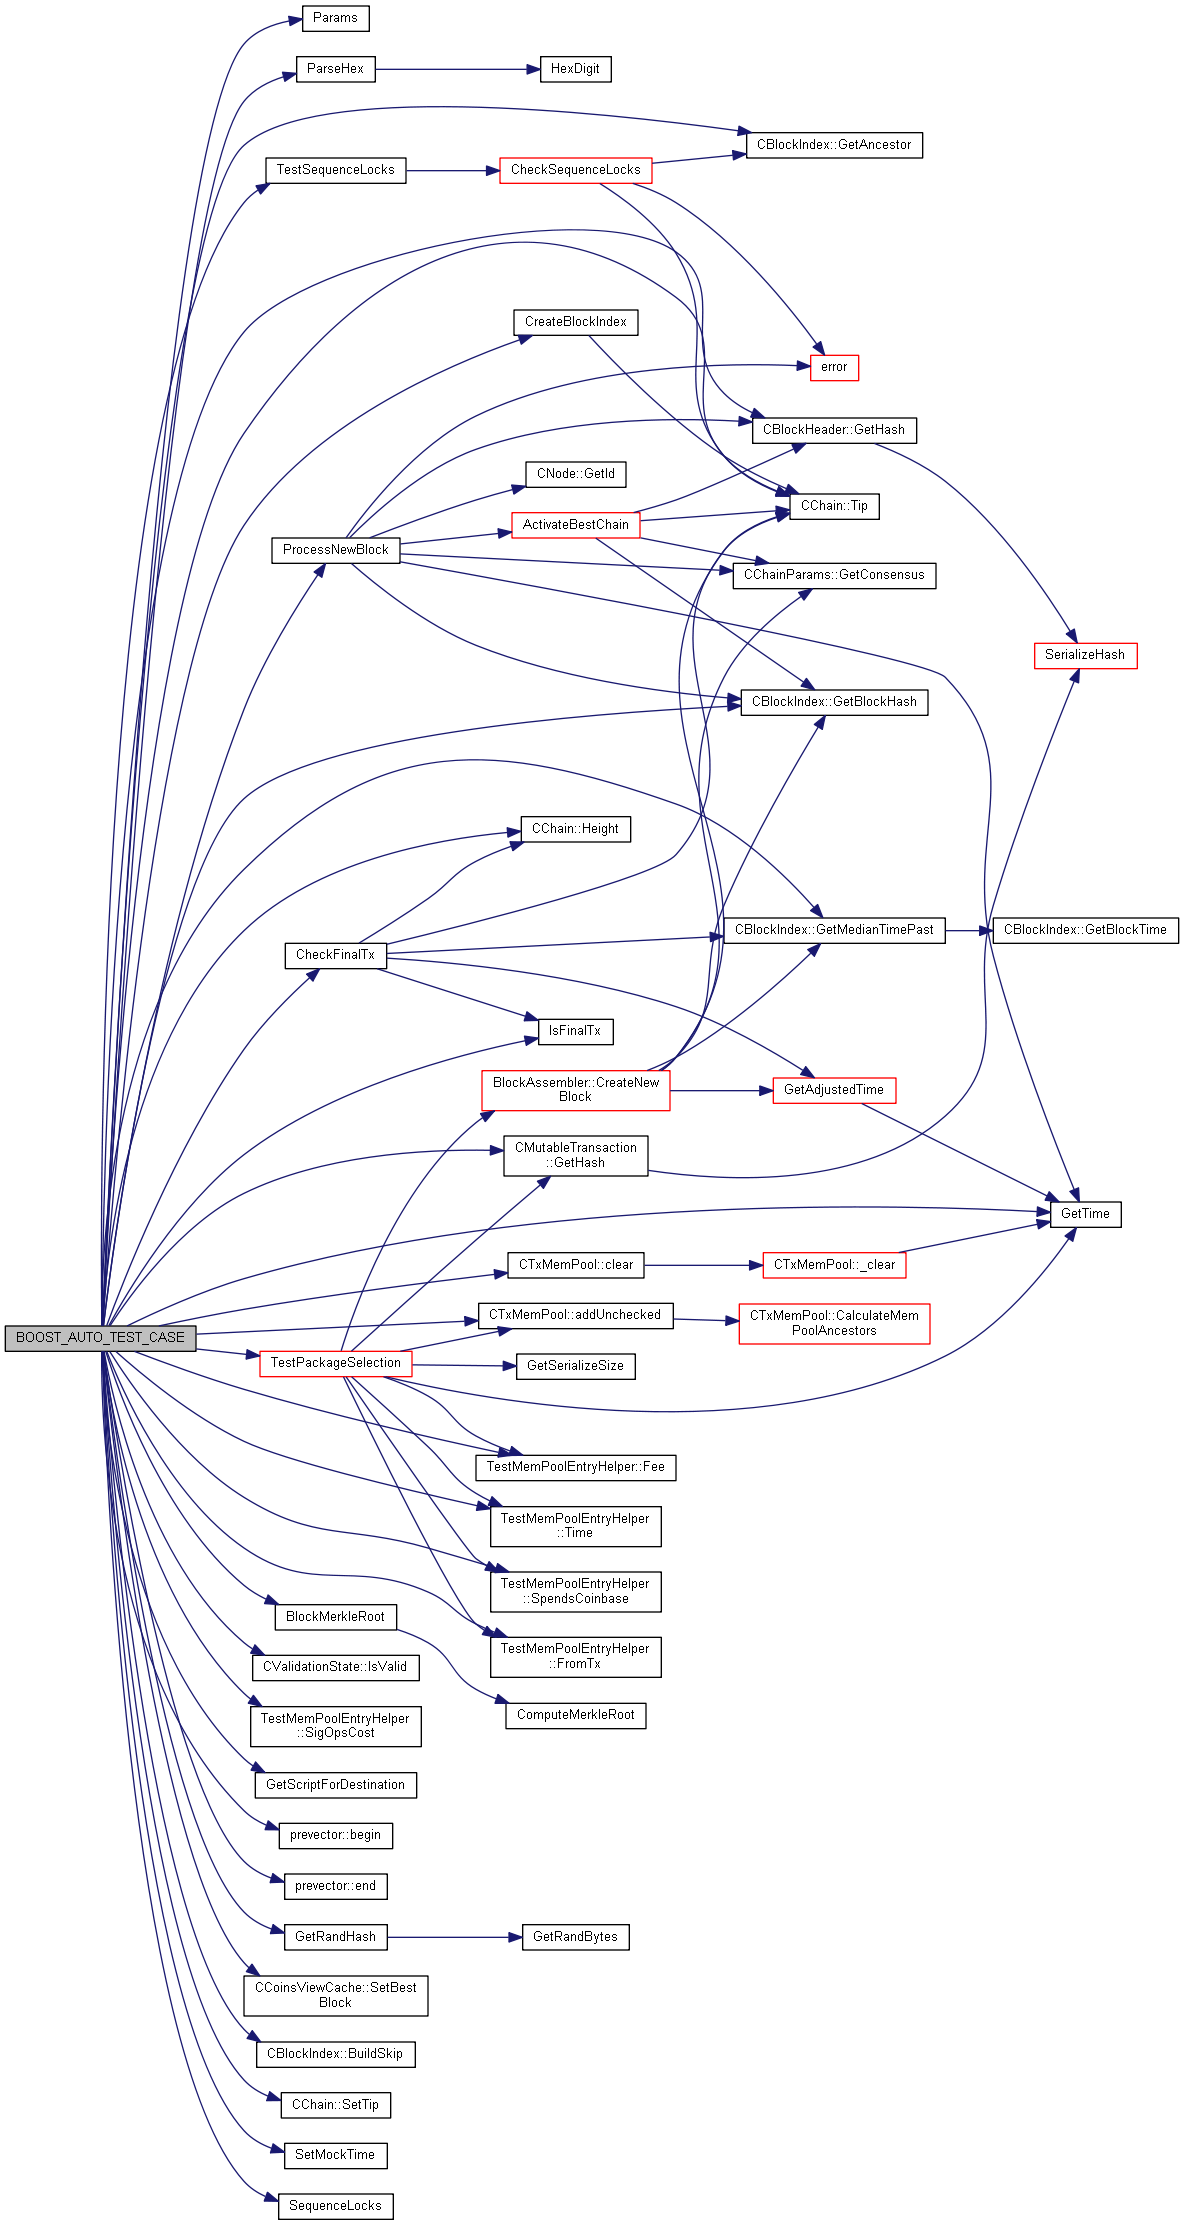 Params
ParseHex
HexDigit
CBlockIndex::GetAncestor
TestSequenceLocks
CheckSequenceLocks
CreateBlockIndex
error
CBlockHeader::GetHash
CNode::GetId
CChain::Tip
ActivateBestChain
ProcessNewBlock
CChainParams::GetConsensus
SerializeHash
CBlockIndex::GetBlockHash
CChain::Height
CBlockIndex::GetMedianTimePast
CBlockIndex::GetBlockTime
CheckFinalTx
IsFinalTx
BlockAssembler::CreateNew
Block
GetAdjustedTime
CMutableTransaction
::GetHash
GetTime
CTxMemPool::clear
CTxMemPool::_clear
CTxMemPool::addUnchecked
CTxMemPool::CalculateMem
PoolAncestors
BOOST_AUTO_TEST_CASE
TestPackageSelection
GetSerializeSize
TestMemPoolEntryHelper::Fee
TestMemPoolEntryHelper
::Time
TestMemPoolEntryHelper
::SpendsCoinbase
BlockMerkleRoot
TestMemPoolEntryHelper
::FromTx
CValidationState::IsValid
ComputeMerkleRoot
TestMemPoolEntryHelper
::SigOpsCost
GetScriptForDestination
prevector::begin
prevector::end
GetRandHash
GetRandBytes
CCoinsViewCache::SetBest
Block
CBlockIndex::BuildSkip
CChain::SetTip
SetMockTime
SequenceLocks